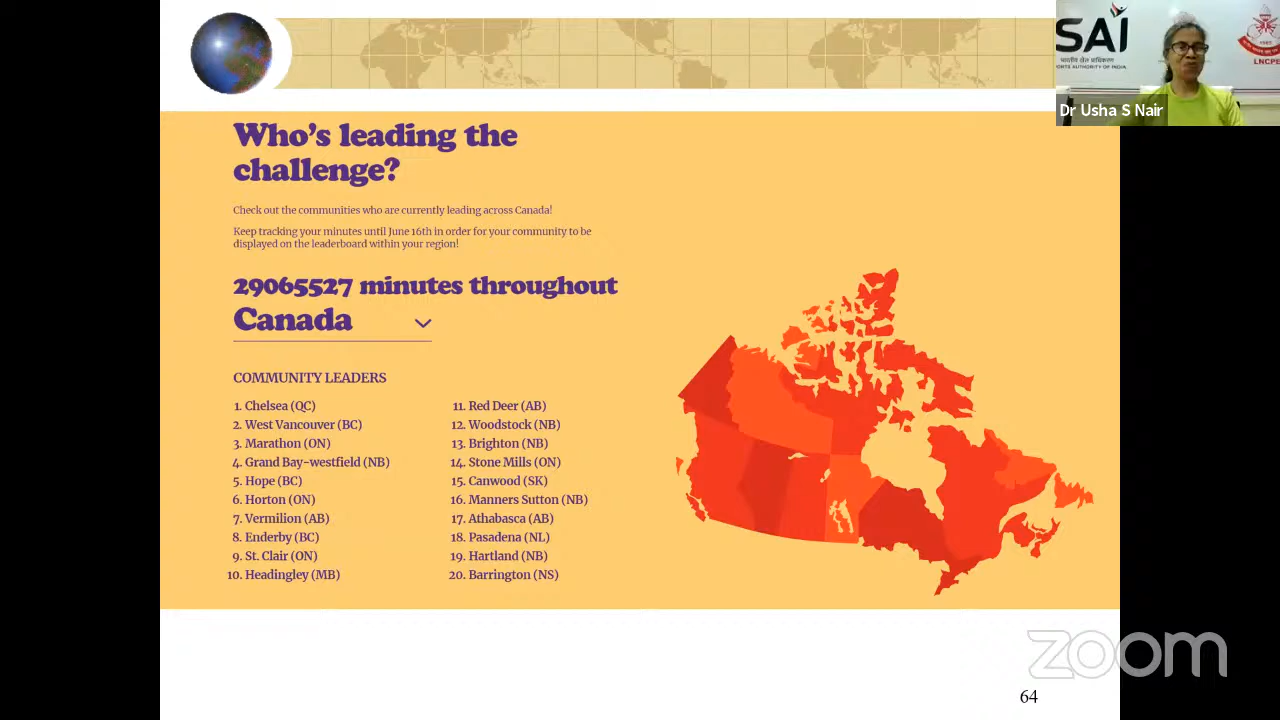 SAI
भारतीय खेल प्राधिकरण
SPORTS AUTHORITY OF INDIA
LNCPE
Dr Usha S Nair
Who's leading the
challenge?
Check out the communities who are currently leading across Canada!
Keep tracking your minutes until June 16th in order for your community to be
displayed on the leaderboard within your region!
29065527 minutes throughout
Canada
COMMUNITY LEADERS
1. Chelsea (QC)
2. West Vancouver (BC)
3. Marathon (ON)
4. Grand Bay-westfield (NB)
5. Hope (BC)
6. Horton (ON)
7. Vermilion (AB)
8. Enderby (BC)
9. St. Clair (ON)
10. Headingley (MB)
11. Red Deer (AB)
12. Woodstock (NB)
13. Brighton (NB)
14. Stone Mills (ON)
15. Canwood (SK)
16. Manners Sutton (NB)
17. Athabasca (AB)
18. Pasadena (NL)
19. Hartland (NB)
20. Barrington (NS)
zoom
64